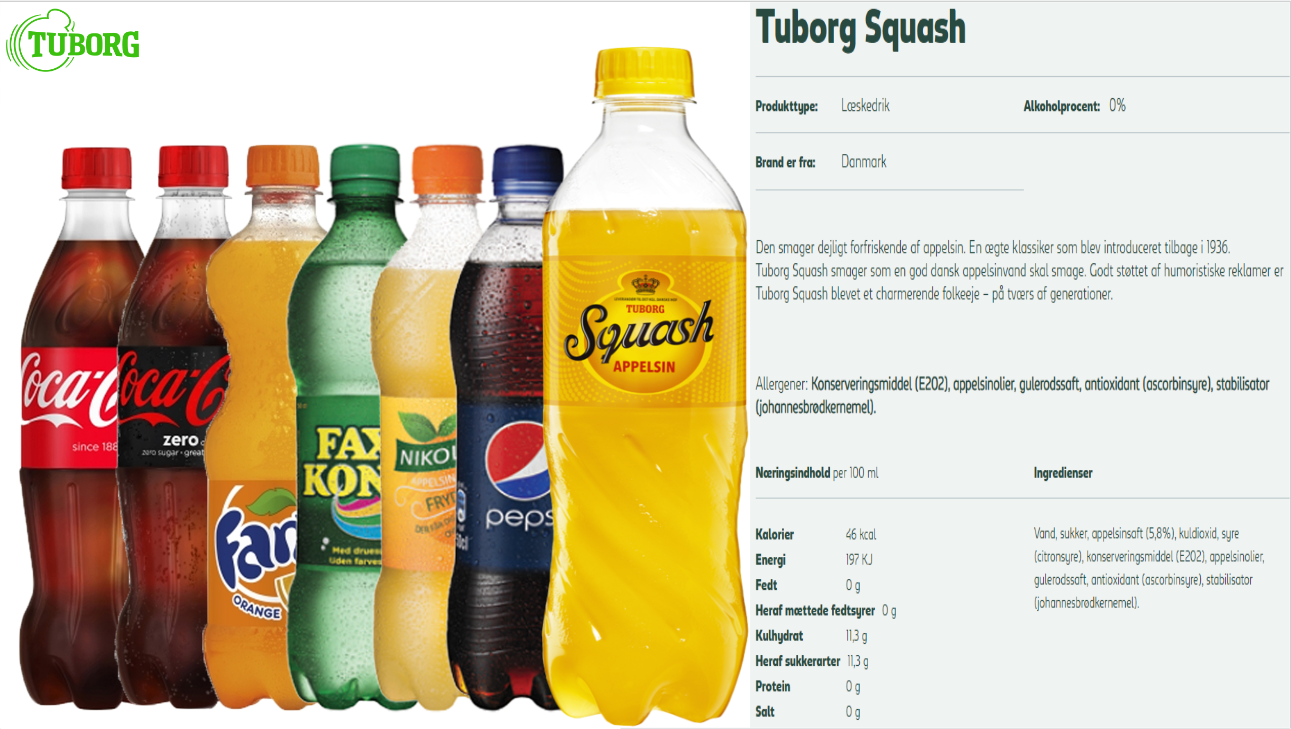 TUBORG
Coca-C
since 188
Coca-C
zero
zero sugar - great
Fan
ORANGE
FAX
KON
Med drues
uden farves
NIKOL
APPELSIN
FRYD
pepsi
TUBORG
Squash
APPELSIN
Tuborg Squash
Produkttype: Læskedrik Alkoholprocent: 0%
Brand er fra: Danmark
Den smager dejligt forfriskende af appelsin. En ægte klassiker som blev introduceret tilbage i 1936.
Tuborg Squash smager som en god dansk appelsinvand skal smage. Godt støttet af humoristiske reklamer er
Tuborg Squash blevet et charmerende folkeeje – på tværs af generationer.
Allergener: Konserveringsmiddel (E202), appelsinolier, gulerodssaft, antioxidant (ascorbinsyre), stabilisator
(johannesbrødkernemel).
Næringsindhold per 100 ml Ingredienser
Kalorier 46 kcal
Energi 197 KJ
Fedt 0 g
Heraf mættede fedtsyrer 0 g
Kulhydrat 11,3 g
Heraf sukkerarter 11,3 g
Protein 0 g
Salt 0 g
Vand, sukker, appelsinsaft (5,8%), kuldioxid, syre
(citronsyre), konserveringsmiddel (E202), appelsinolier,
gulerodssaft, antioxidant (ascorbinsyre), stabilisator
(johannesbrødkernemel).